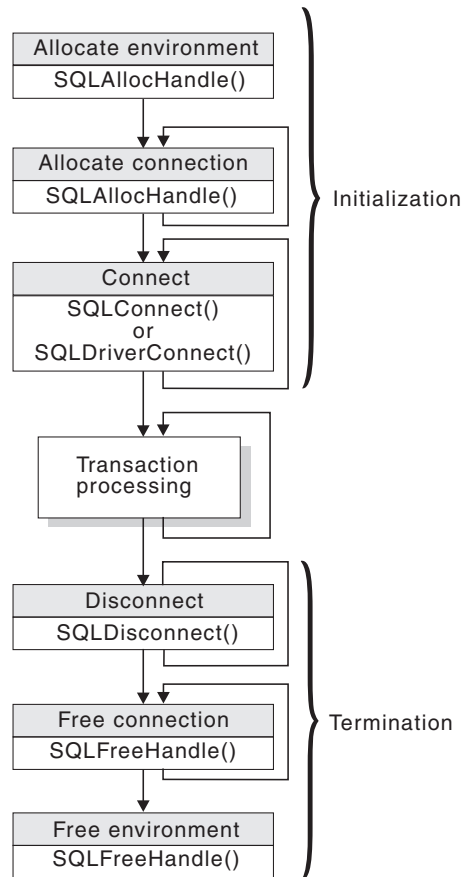 Allocate environment
SQLAllocHandle()
Allocate connection
SQLAllocHandle()
Initialization
Connect
SQLConnect()
or
SQLDriverConnect()
Transaction
processing
Disconnect
SQLDisconnect()
Free connection
SQLFreeHandle()
Termination
Free environment
SQLFreeHandle()